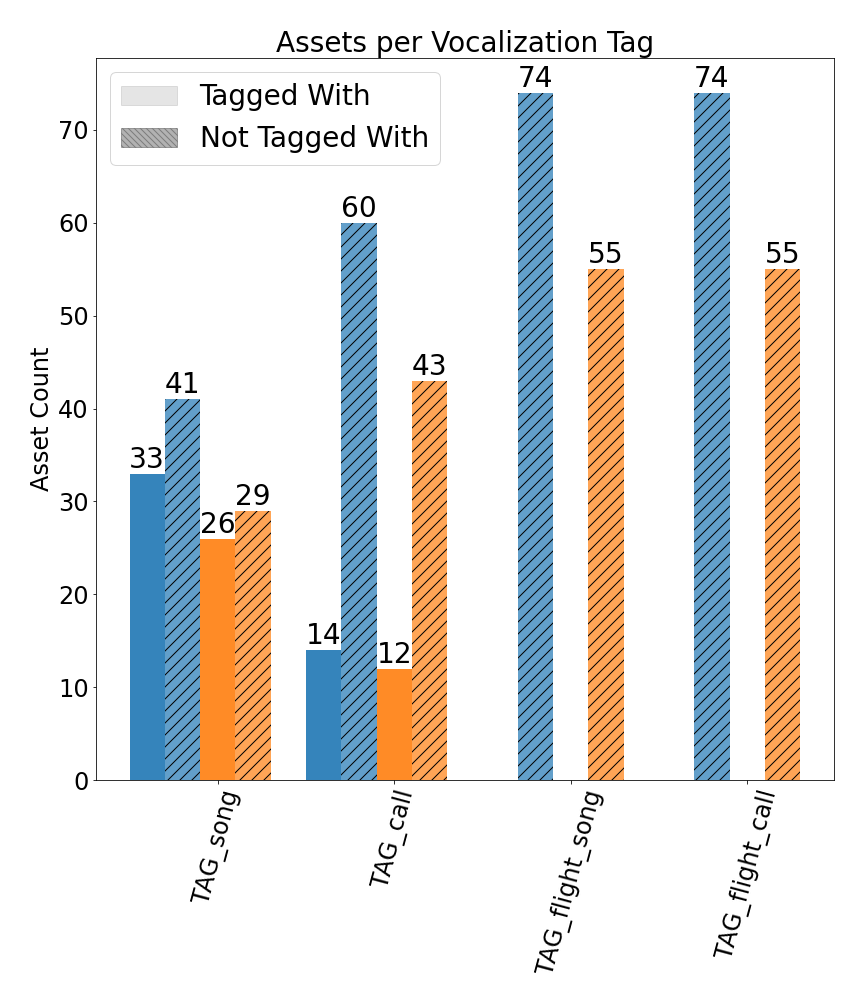 Assets per Vocalization Tag
Tagged With
Not Tagged With
Asset Count
70
60
50
40
30
20
10
0
33
41
26
29
14
60
12
43
74
55
74
55
TAG_song
TAG_call
TAG_flight_song
TAG_flight_call